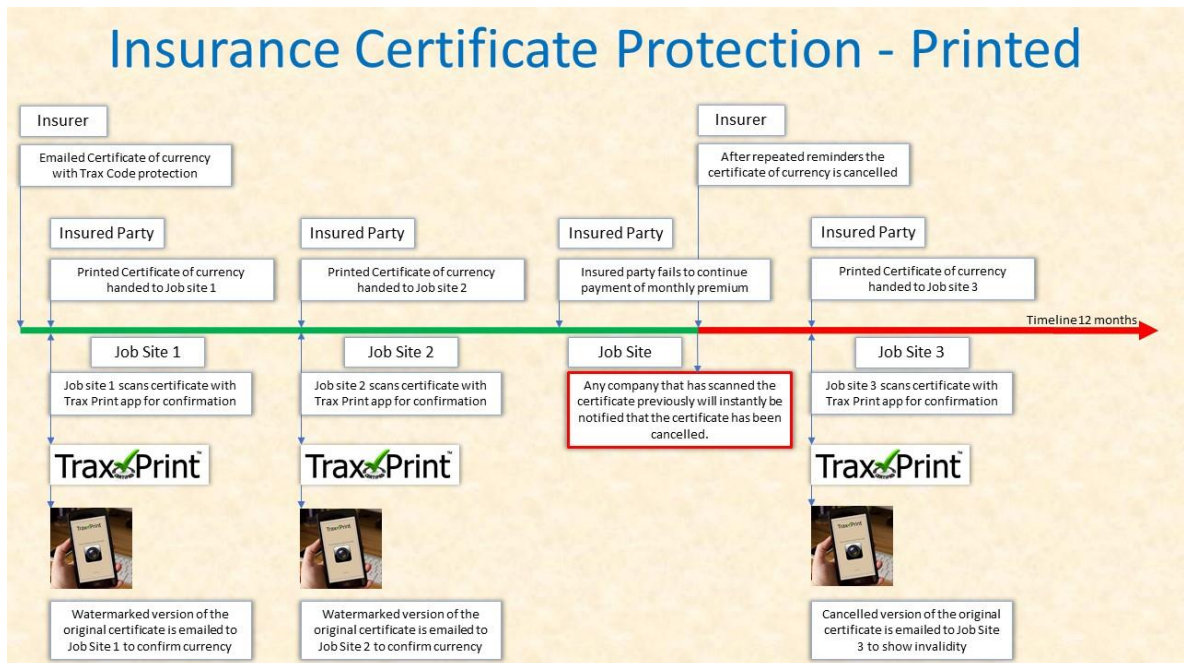 Insurance Certificate Protection - Printed
Insurer
Emailed Certificate of currency
with Trax Code protection
Insurer
After repeated reminders the
certificate of currency is cancelled
Insured Party
Printed Certificate of currency
handed to Job site 1
Insured Party
Printed Certificate of currency
handed to Job site 2
Insured Party
Insured party fails to continue
payment of monthly premium
Insured Party
Printed Certificate of currency
handed to Job site 3
Timeline 12 months
Job Site 1
Job site 1 scans certificate with
Trax Print app for confirmation
Job Site 2
Job site 2 scans certificate with
Trax Print app for confirmation
Job Site
Any company that has scanned the
certificate previously will instantly be
notified that the certificate has been
cancelled.
Job Site 3
Job site 3 scans certificate with
Trax Print app for confirmation
Trax Print™
Trax Print™
Trax Print™
TraxPrint
TraxPrint
TraxPrint
Watermarked version of the
original certificate is emailed to
Job Site 1 to confirm currency
Watermarked version of the
original certificate is emailed to
Job Site 2 to confirm currency
Cancelled version of the original
certificate is emailed to Job Site
3 to show invalidity